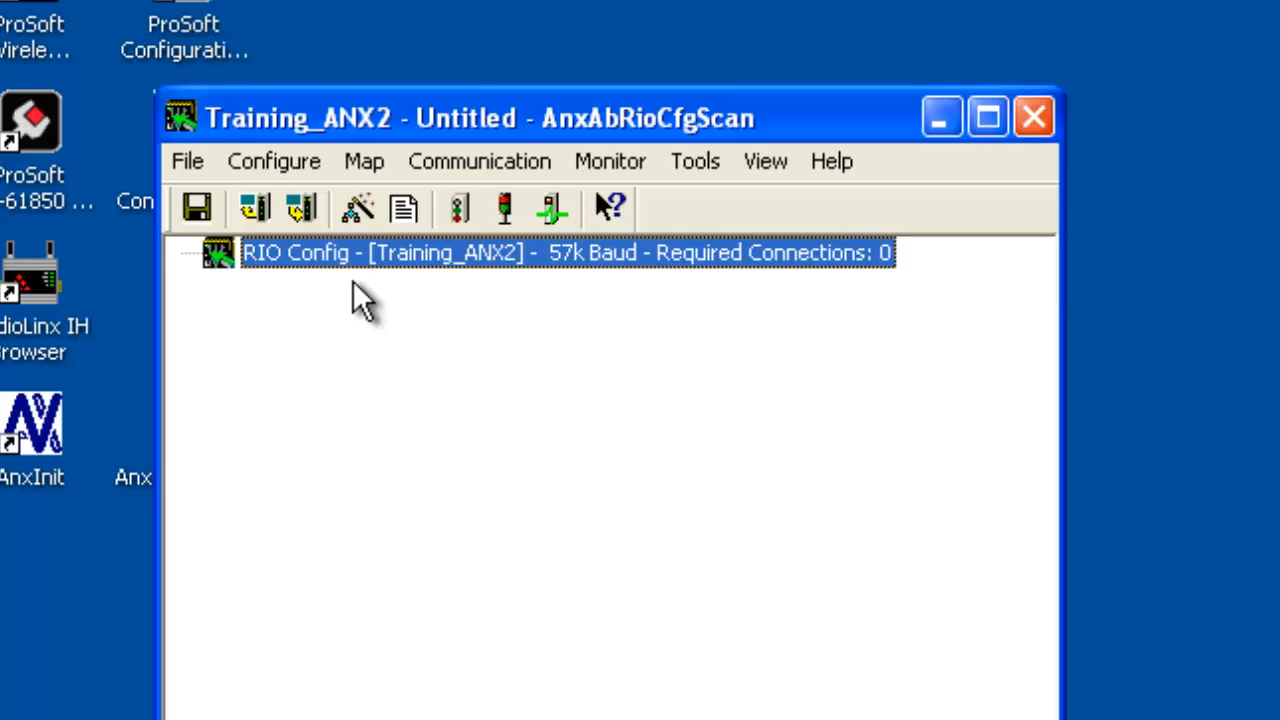 ProSoft
Wirele...
ProSoft
Configurati...
Training_ANX2 - Untitled - AnxAbRioCfgScan
File Configure Map Communication Monitor Tools View Help
ProSoft
-61850 ...
Con
RIO Config - [Training_ANX2] - 57k Baud - Required Connections: 0
dioLinx IH
Browser
AnxInit
Anx